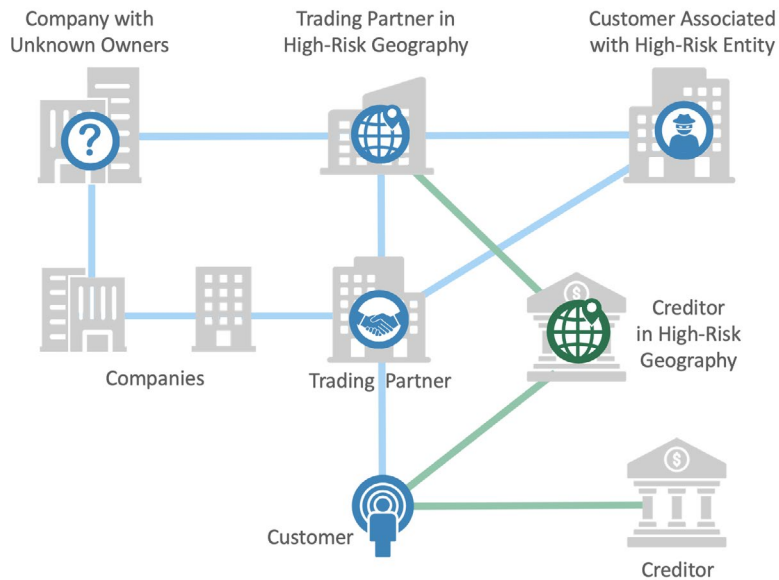 Company with
Unknown Owners
Trading Partner in
High-Risk Geography
Customer Associated
with High-Risk Entity
?
$
Creditor
in High-Risk
Geography
Companies
Trading Partner
$
Customer
Creditor